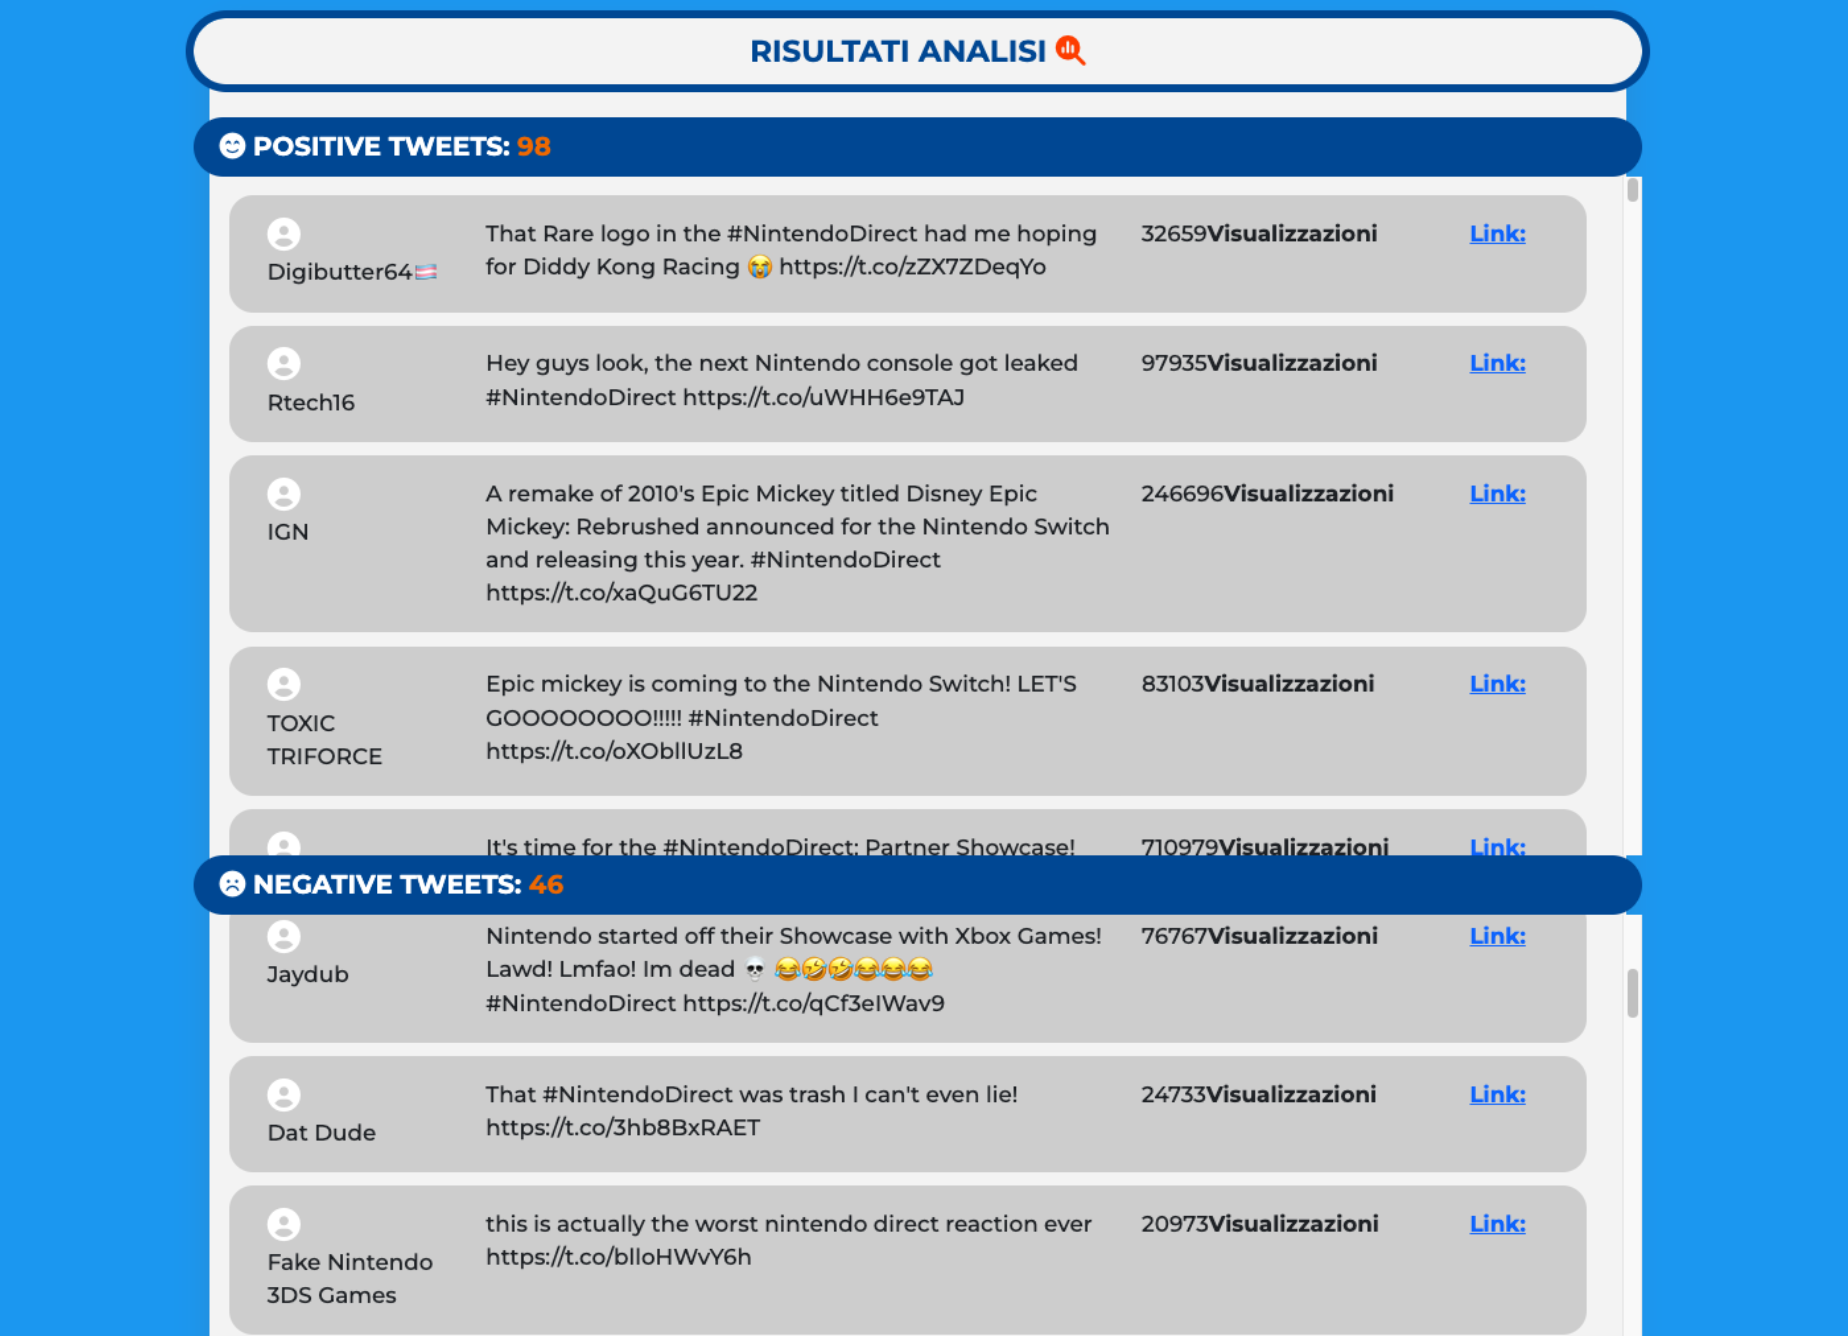 RISULTATI ANALISI
POSITIVE TWEETS: 98
Digibutter64
That Rare logo in the #NintendoDirect had me hoping
for Diddy Kong Racing 😭 https://t.co/zZX7ZDeqYo
32659Visualizzazioni
Link:
Rtech16
Hey guys look, the next Nintendo console got leaked
#NintendoDirect https://t.co/uWHH6e9TAJ
97935Visualizzazioni
Link:
IGN
A remake of 2010's Epic Mickey titled Disney Epic
Mickey: Rebrushed announced for the Nintendo Switch
and releasing this year. #NintendoDirect
https://t.co/xaQuG6TU22
246696Visualizzazioni
Link:
TOXIC
TRIFORCE
Epic mickey is coming to the Nintendo Switch! LET'S
GOOOOOOOO!!!!! #NintendoDirect
https://t.co/oXObllUzL8
83103Visualizzazioni
Link:
It's time for the #NintendoDirect: Partner Showcase!
710979Visualizzazioni
Link:
NEGATIVE TWEETS: 46
Jaydub
Nintendo started off their Showcase with Xbox Games!
Lawd! Lmfao! Im dead 💀 😂🤣🤣😂😂😂
#NintendoDirect https://t.co/qCf3eIWav9
76767Visualizzazioni
Link:
Dat Dude
That #NintendoDirect was trash I can't even lie!
https://t.co/3hb8BxRAET
24733Visualizzazioni
Link:
Fake Nintendo
3DS Games
this is actually the worst nintendo direct reaction ever
https://t.co/blloHWvY6h
20973Visualizzazioni
Link: